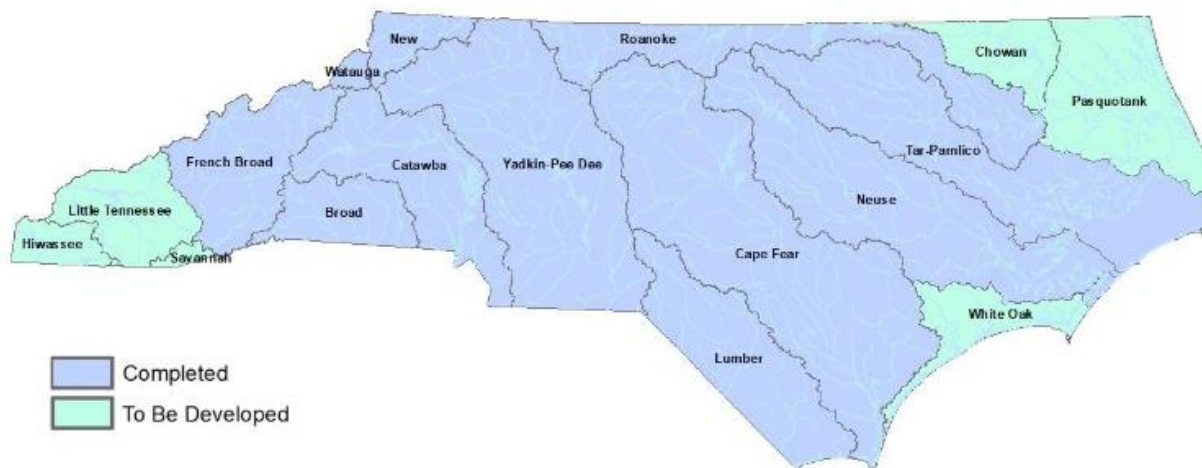 New
Roanoke
Chowan
Watauga
Pasquotank
French Broad
Catawba
Yadkin-Pee Dee
Tar-Pamlico
Neuse
Little Tennessee
Broad
Hiwassee
Savannah
Cape Fear
White Oak
Lumber
Completed
To Be Developed